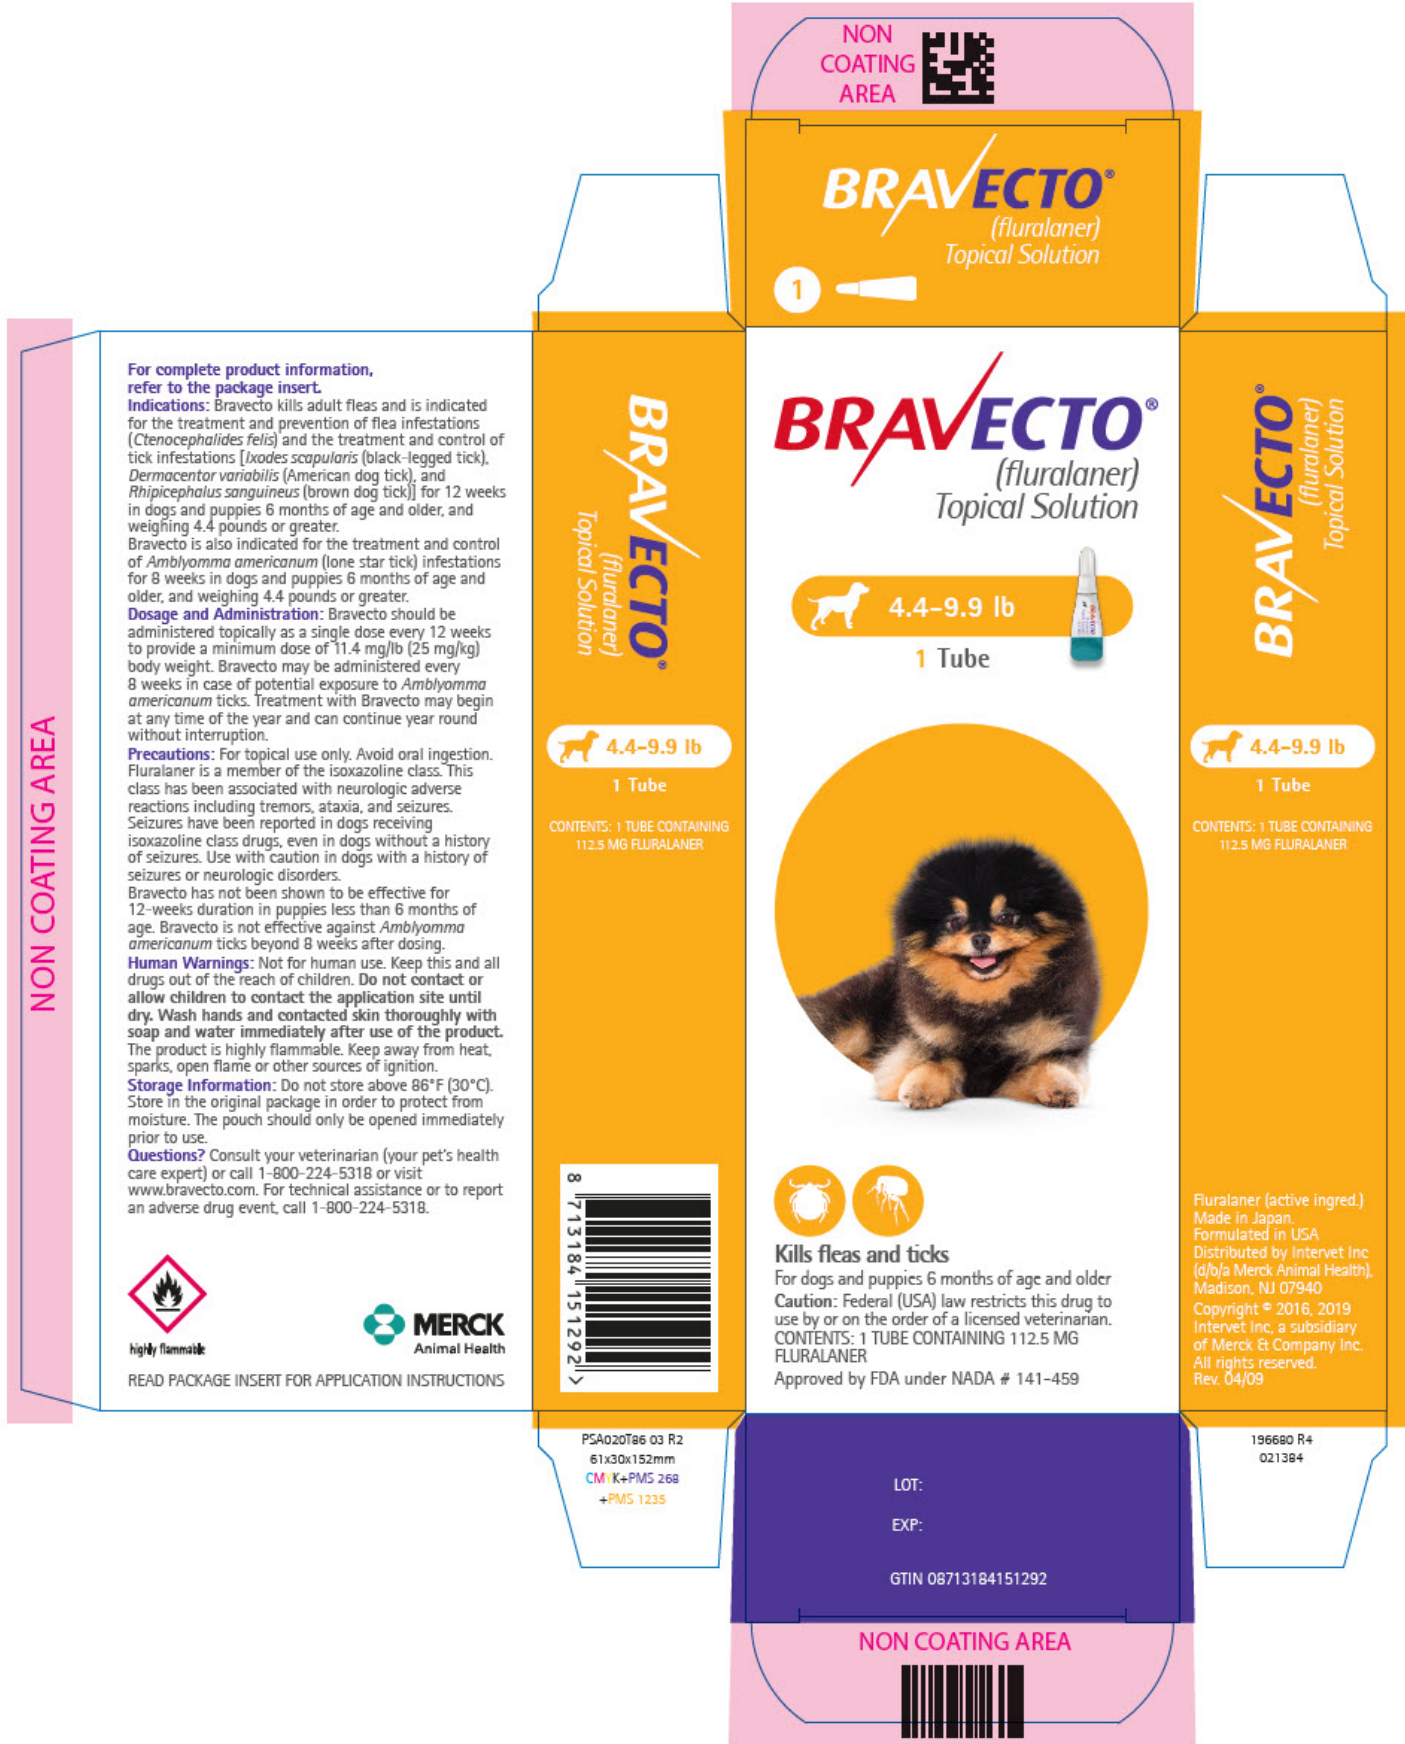 NON
COATING
AREA
BRAVECTO®
(fluralaner)
Topical Solution
1
NON COATING AREA
For complete product information,
refer to the package insert.
Indications: Bravecto kills adult fleas and is indicated
for the treatment and prevention of flea infestations
(Ctenocephalides felis) and the treatment and control of
tick infestations [Ixodes scapularis (black-legged tick),
Dermacentor variabilis (American dog tick), and
Rhipicephalus sanguineus (brown dog tick)] for 12 weeks
in dogs and puppies 6 months of age and older, and
weighing 4.4 pounds or greater.
Bravecto is also indicated for the treatment and control
of Amblyomma americanum (lone star tick) infestations
for 8 weeks in dogs and puppies 6 months of age and
older, and weighing 4.4 pounds or greater.
Dosage and Administration: Bravecto should be
administered topically as a single dose every 12 weeks
to provide a minimum dose of 11.4 mg/lb (25 mg/kg)
body weight. Bravecto may be administered every
8 weeks in case of potential exposure to Amblyomma
americanum ticks. Treatment with Bravecto may begin
at any time of the year and can continue year round
without interruption.
Precautions: For topical use only. Avoid oral ingestion.
Fluralaner is a member of the isoxazoline class. This
class has been associated with neurologic adverse
reactions including tremors, ataxia, and seizures.
Seizures have been reported in dogs receiving
isoxazoline class drugs, even in dogs without a history
of seizures. Use with caution in dogs with a history of
seizures or neurologic disorders.
Bravecto has not been shown to be effective for
12-weeks duration in puppies less than 6 months of
age. Bravecto is not effective against Amblyomma
americanum ticks beyond 8 weeks after dosing.
Human Warnings: Not for human use. Keep this and all
drugs out of the reach of children. Do not contact or
allow children to contact the application site until
dry. Wash hands and contacted skin thoroughly with
soap and water immediately after use of the product.
The product is highly flammable. Keep away from heat,
sparks, open flame or other sources of ignition.
Storage Information: Do not store above 86°F (30°C).
Store in the original package in order to protect from
moisture. The pouch should only be opened immediately
prior to use.
Questions? Consult your veterinarian (your pet's health
care expert) or call 1-800-224-5318 or visit
www.bravecto.com. For technical assistance or to report
an adverse drug event, call 1-800-224-5318.
highly flammable
MERCK
Animal Health
READ PACKAGE INSERT FOR APPLICATION INSTRUCTIONS
BRAVECTO®
(fluralaner)
Topical Solution
4.4-9.9 lb
1 Tube
CONTENTS: 1 TUBE CONTAINING
112.5 MG FLURALANER
8 713184 151292 >
PSA020T86 03 R2
61x30x152mm
CMYK+PMS 268
+PMS 1235
BRAVECTO®
(fluralaner)
Topical Solution
4.4-9.9 lb
BRAVECTO
1 Tube
Kills fleas and ticks
For dogs and puppies 6 months of age and older
Caution: Federal (USA) law restricts this drug to
use by or on the order of a licensed veterinarian.
CONTENTS: 1 TUBE CONTAINING 112.5 MG
FLURALANER
Approved by FDA under NADA # 141-459
LOT:
EXP:
GTIN 08713184151292
NON COATING AREA
BRAVECTO®
(fluralaner)
Topical Solution
4.4-9.9 lb
1 Tube
CONTENTS: 1 TUBE CONTAINING
112.5 MG FLURALANER
Fluralaner (active ingred.)
Made in Japan.
Formulated in USA
Distributed by Intervet Inc
(d/b/a Merck Animal Health),
Madison, NJ 07940
Copyright © 2016, 2019
Intervet Inc, a subsidiary
of Merck & Company Inc.
All rights reserved.
Rev. 04/09
196680 R4
021384